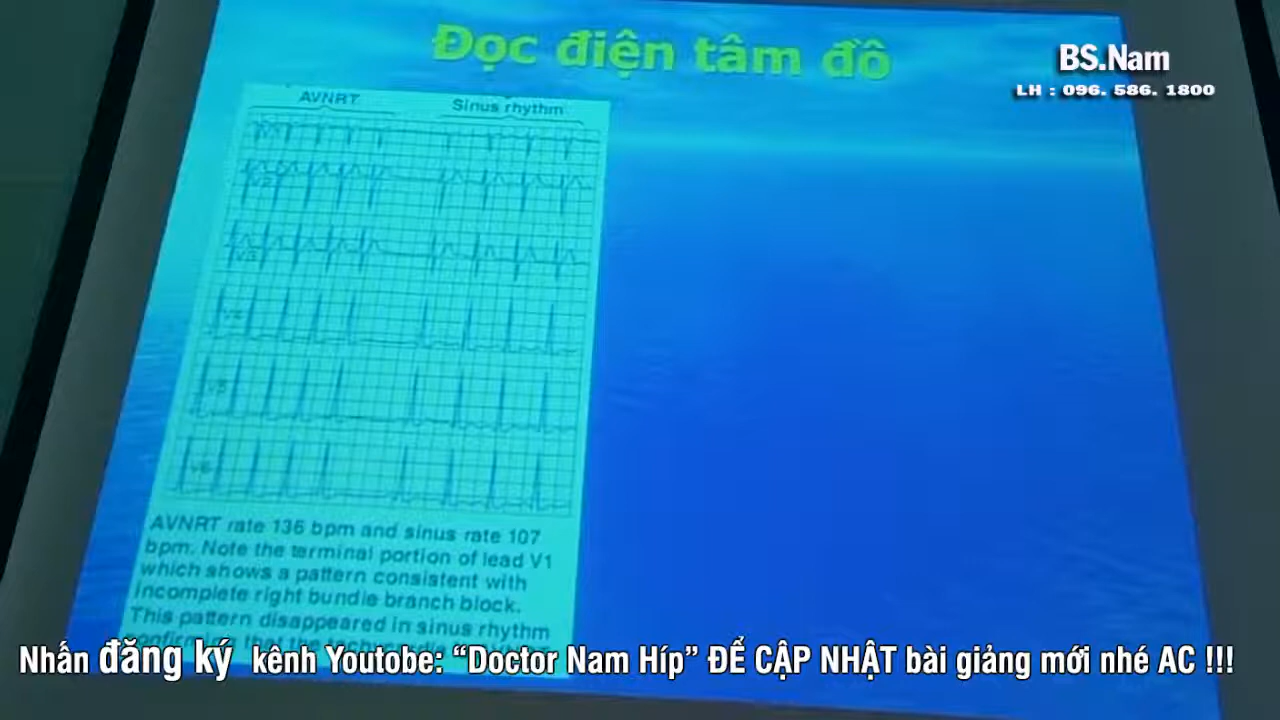 Đọc điện tâm đồ
BS.Nam
LH : 096. 586. 1800
AVNRT
Sinus rhythm
V1
V2
V3
V4
V5
V6
AVNRT rate 136 bpm and sinus rate 107
bpm. Note the terminal portion of lead V1
which shows a pattern consistent with
incomplete right bundle branch block.
This pattern disappeared in sinus rhythm
Nhấn đăng ký kênh Youtobe: “Doctor Nam Híp” ĐỂ CẬP NHẬT bài giảng mới nhé AC !!!